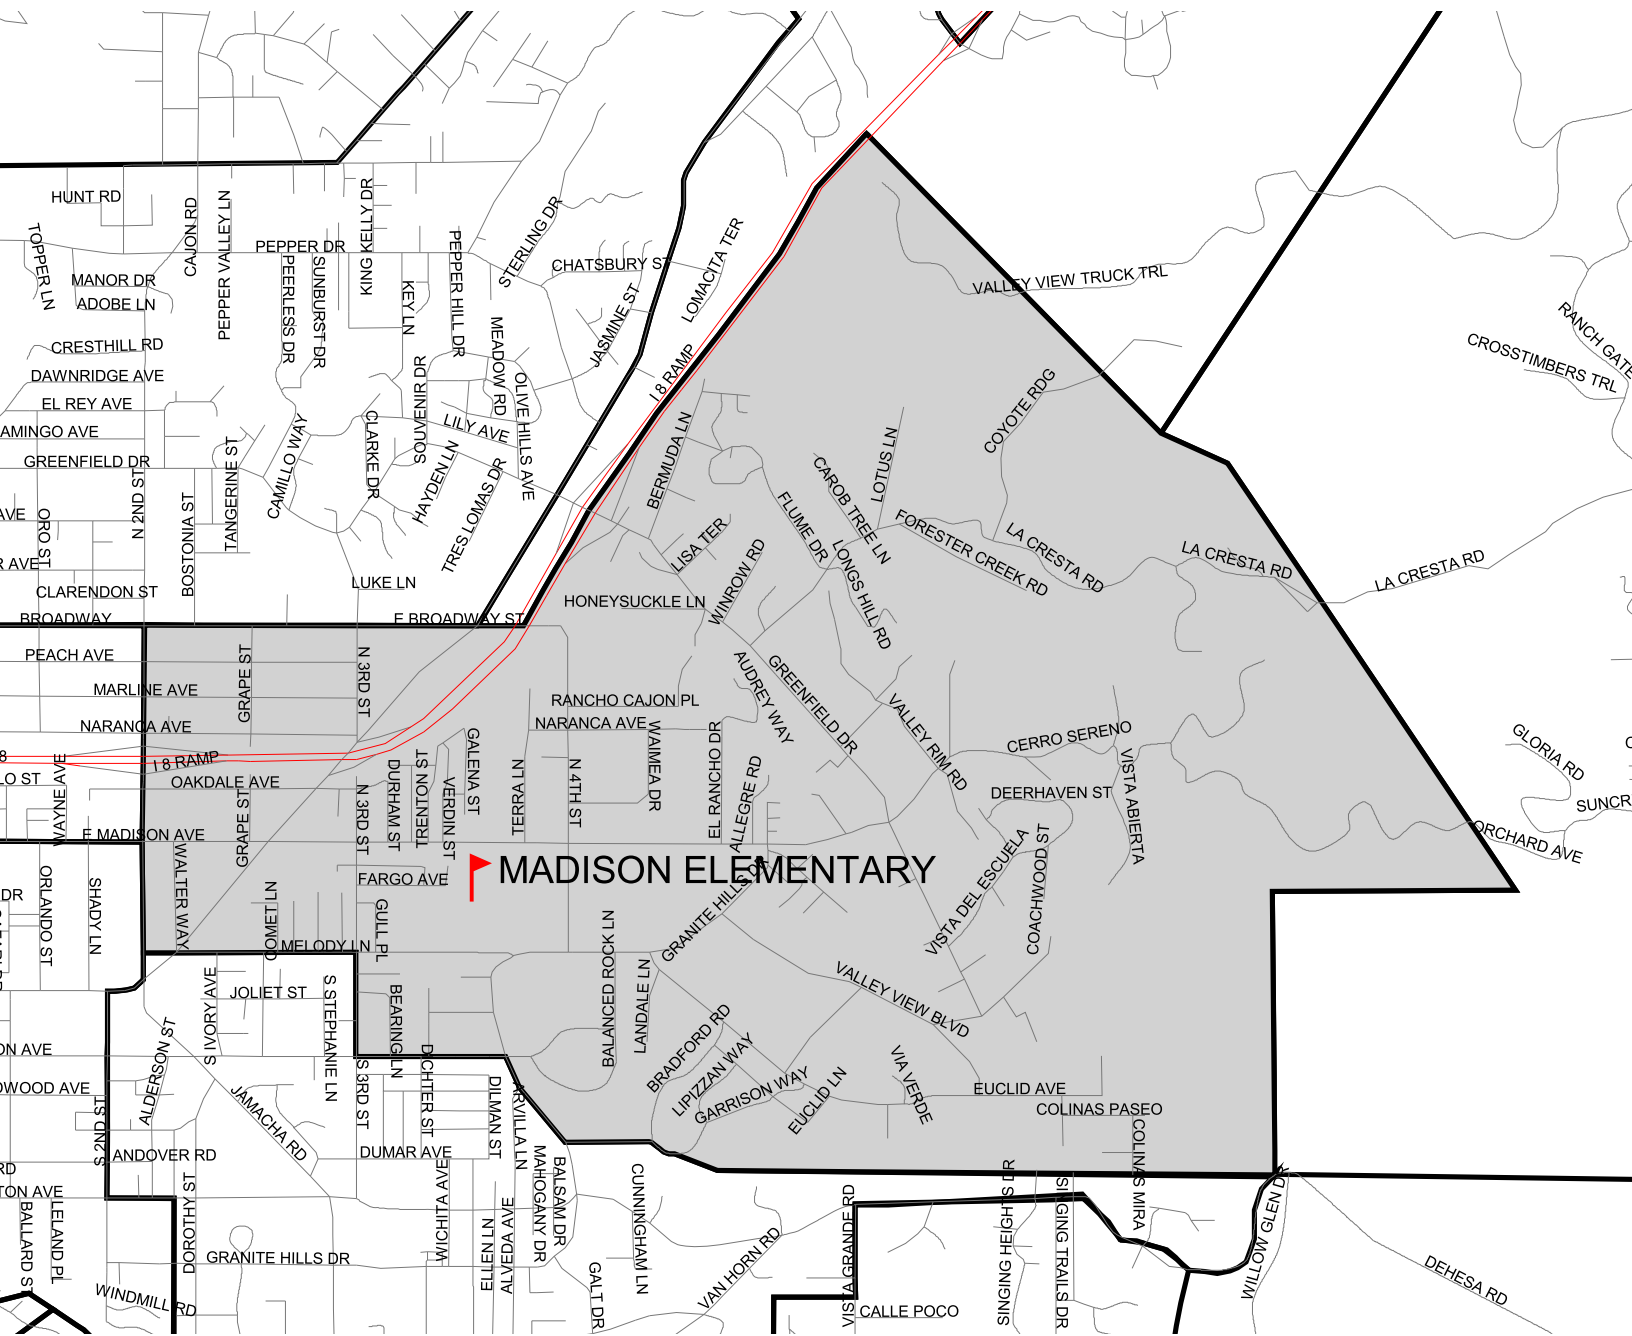 HUNT RD
CAJON RD
PEPPER VALLEY LN
KING KELLY DR
STERLING DR
TOPPER LN
PEPPER DR
PEPPER HILL DR
LOMACITA TER
CHATSBURY ST
MANOR DR
ADOBE LN
PEERLESS DR
SUNBURST DR
KEY LN
VALLEY VIEW TRUCK TRL
JASMINE ST
MEADOW RD
CRESTHILL RD
I 8 RAMP
RANCH GATE
CROSSTIMBERS TRL
DAWNRIDGE AVE
SOUVENIR DR
OLIVE HILLS AVE
COYOTE RDG
EL REY AVE
AMINGO AVE
LILY AVE
CLARKE DR
CAMILLO WAY
BERMUDA LN
LOTUS LN
GREENFIELD DR
TANGERINE ST
HAYDEN LN
CAROB TREE LN
N 2ND ST
BOSTONIA ST
TRES LOMAS DR
FLUME DR
AVE
ORO ST
LISA TER
FORESTER CREEK RD
LA CRESTA RD
LA CRESTA RD
LA CRESTA RD
R AVE
WINROW RD
LONGS HILL RD
CLARENDON ST
LUKE LN
HONEYSUCKLE LN
BROADWAY
E BROADWAY ST
PEACH AVE
GRAPE ST
N 3RD ST
AUDREY WAY
GREENFIELD DR
MARLINE AVE
RANCHO CAJON PL
VALLEY RIM RD
NARANCA AVE
NARANCA AVE
WAIMEA DR
EL RANCHO DR
CERRO SERENO
GLORIA RD
8
I 8 RAMP
LO ST
WAYNE AVE
OAKDALE AVE
GALENA ST
DURHAM ST
TRENTON ST
VERDIN ST
TERRA LN
N 4TH ST
ALLEGRE RD
DEERHAVEN ST
VISTA ABIERTA
SUNCR
GRAPE ST
N 3RD ST
E MADISON AVE
ORCHARD AVE
MADISON ELEMENTARY
WALTER WAY
FARGO AVE
GRANITE HILLS DR
VISTA DEL ESCUELA
COACHWOOD ST
DR
ORLANDO ST
SHADY LN
COMET LN
GULL PL
MELODY LN
BALANCED ROCK LN
LANDALE LN
S IVORY AVE
JOLIET ST
S STEPHANIE LN
BEARING LN
VALLEY VIEW BLVD
ON AVE
ALDERSON ST
DICHTER ST
BRADFORD RD
LIPIZZAN WAY
GARRISON WAY
EUCLID LN
VIA VERDE
EUCLID AVE
DWOOD AVE
S 2ND ST
JAMACHA RD
S 3RD ST
DILMAN ST
ARVILLA LN
COLINAS PASEO
COLINAS MIRA
ANDOVER RD
DUMAR AVE
RD
TON AVE
BALLARD S
LELAND PL
DOROTHY ST
WICHITA AVE
MAHOGANY DR
BALSAM DR
CUNNINGHAM LN
VISTA GRANDE RD
SINGING HEIGHTS DR
SINGING TRAILS DR
WILLOW GLEN DR
GRANITE HILLS DR
ELLEN LN
ALVEDA AVE
VAN HORN RD
DEHESA RD
WINDMILL RD
GALT DR
CALLE POCO